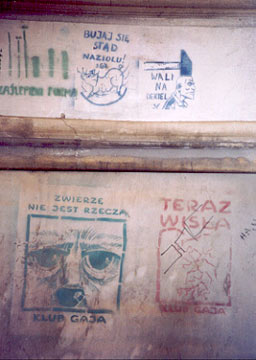 BUJAJ SIĘ
STĄD
NAZIOLU!
WALI
NA
DEKIEL
ZWIERZĘ
NIE JEST RZECZĄ
KLUB GAJA
TERAZ
WISŁA
KLUB GAJA